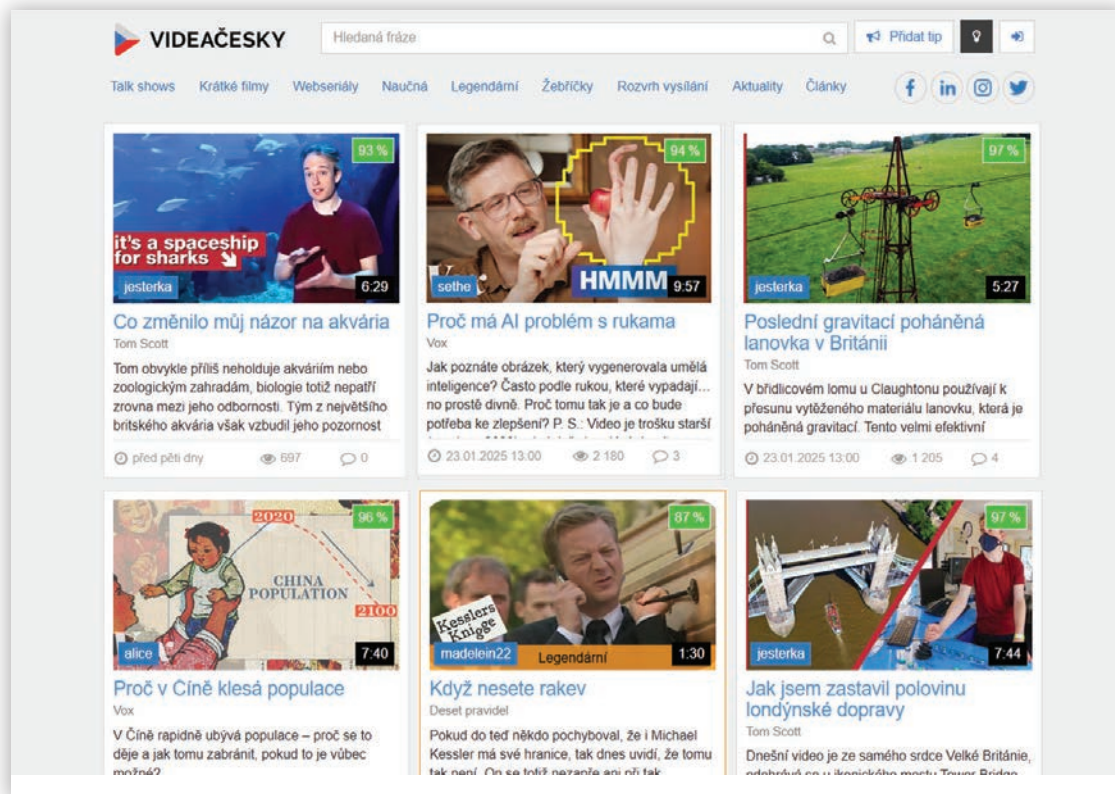 VIDEAČESKY
Hledaná fráze
Přidat tip
Talk shows Krátké filmy Webseriály Naučná Legendární Žebříčky Rozvrh vysílání Aktuality Články
93 %
it's a spaceship
for sharks
jesterka
6:29
Co změnilo můj názor na akvária
Tom Scott
Tom obvykle příliš neholduje akváriím nebo
zoologickým zahradám, biologie totiž nepatří
zrovna mezi jeho odbornosti. Tým z největšího
britského akvária však vzbudil jeho pozornost
před pěti dny 697 0
94 %
HMMM
sethe
9:57
Proč má AI problém s rukama
Vox
Jak poznáte obrázek, který vygenerovala umělá
inteligence? Často podle rukou, které vypadají…
no prostě divně. Proč tomu tak je a co bude
potřeba ke zlepšení? P. S.: Video je trošku starší
23.01.2025 13:00 2 180 3
97 %
jesterka
5:27
Poslední gravitací poháněná
lanovka v Británii
Tom Scott
V břidlicovém lomu u Claughtonu používají k
přesunu vytěženého materiálu lanovku, která je
poháněná gravitací. Tento velmi efektivní
23.01.2025 13:00 1 205 4
2020
96 %
CHINA
POPULATION
2100
alice
7:40
Proč v Číně klesá populace
Vox
V Číně rapidně ubývá populace – proč se to
děje a jak tomu zabránit, pokud to je vůbec
možné?
87 %
Kesslers
Knigge
madelein22
Legendární
1:30
Když nesete rakev
Deset pravidel
Pokud do teď někdo pochyboval, že i Michael
Kessler má své hranice, tak dnes uvidí, že tomu
tak není. On se totiž nezapře ani při tak
97 %
jesterka
7:44
Jak jsem zastavil polovinu
londýnské dopravy
Tom Scott
Dnešní video je ze samého srdce Velké Británie,
odehrává se u ikonického mostu Tower Bridge